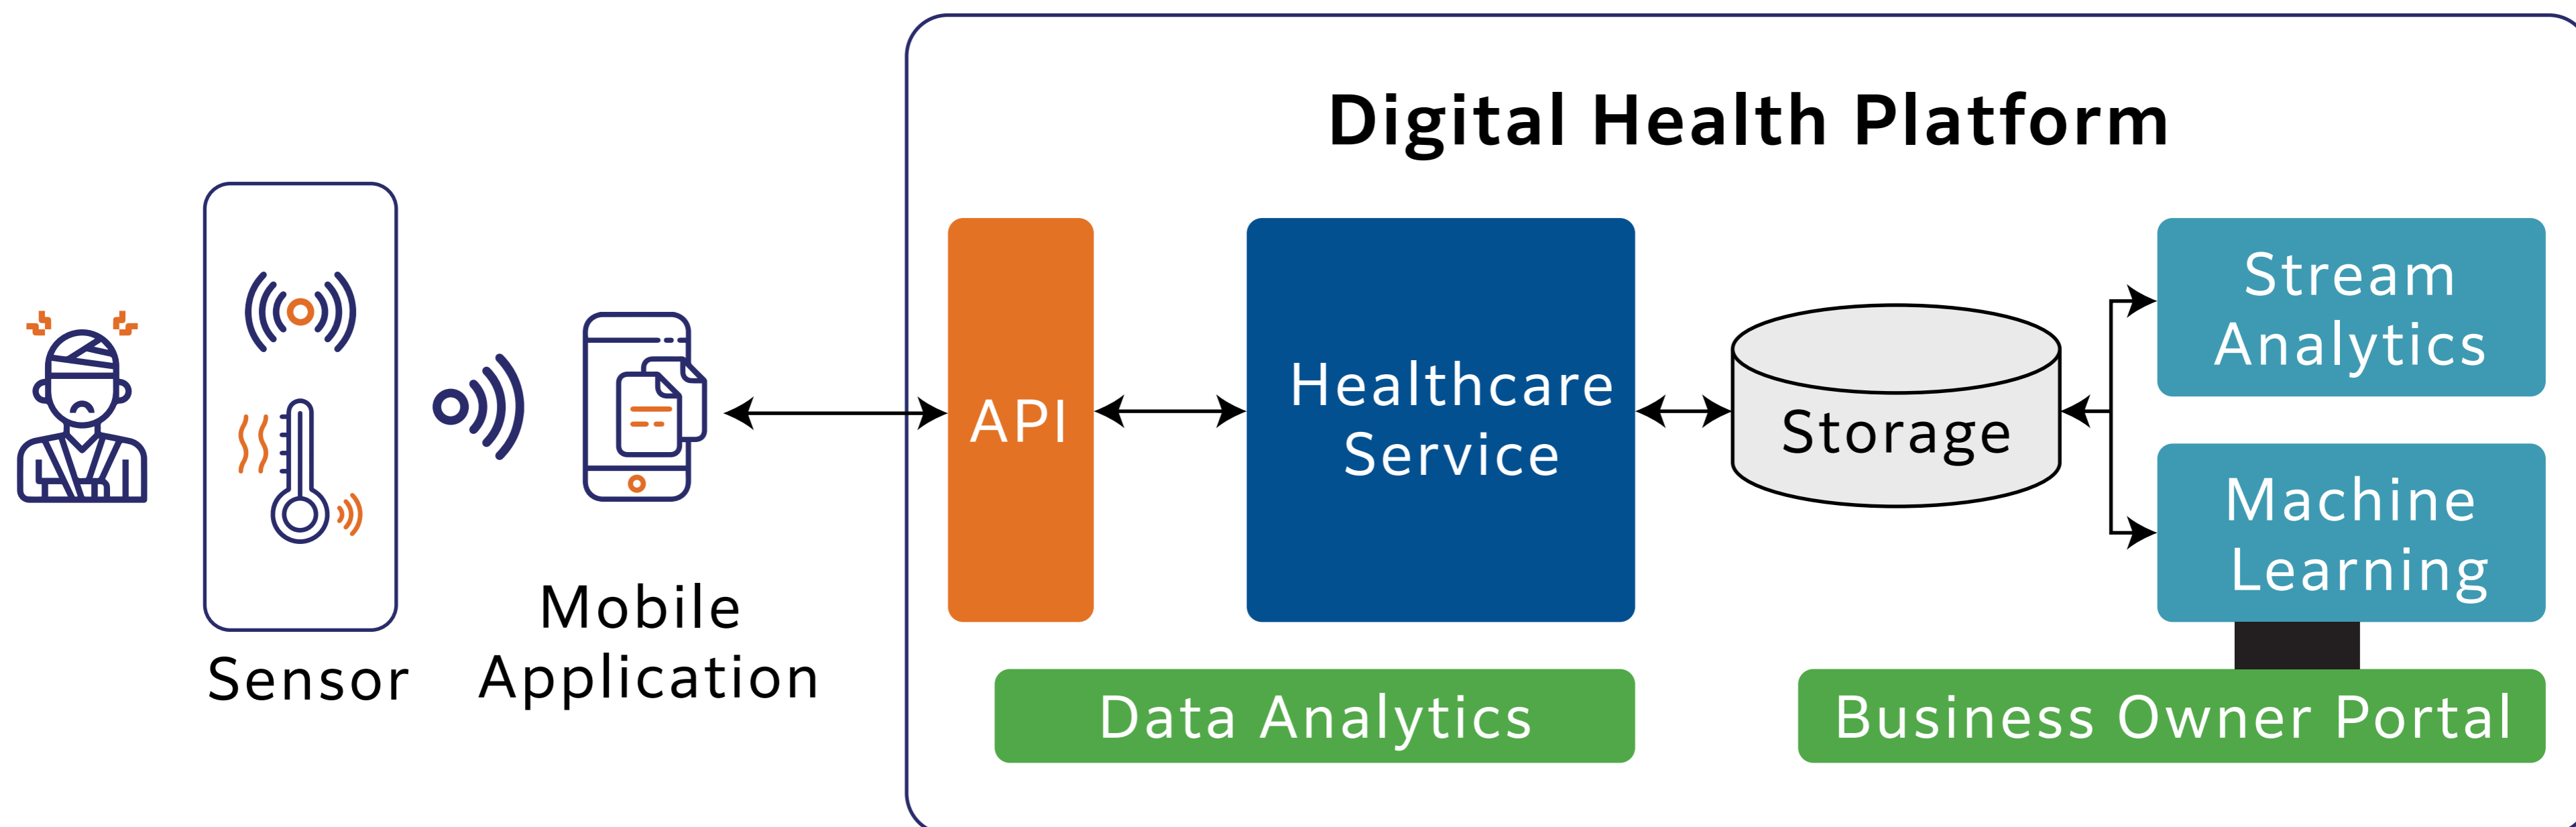 Digital Health Platform
Sensor
Mobile
Application
API
Healthcare
Service
Storage
Stream
Analytics
Machine
Learning
Data Analytics
Business Owner Portal